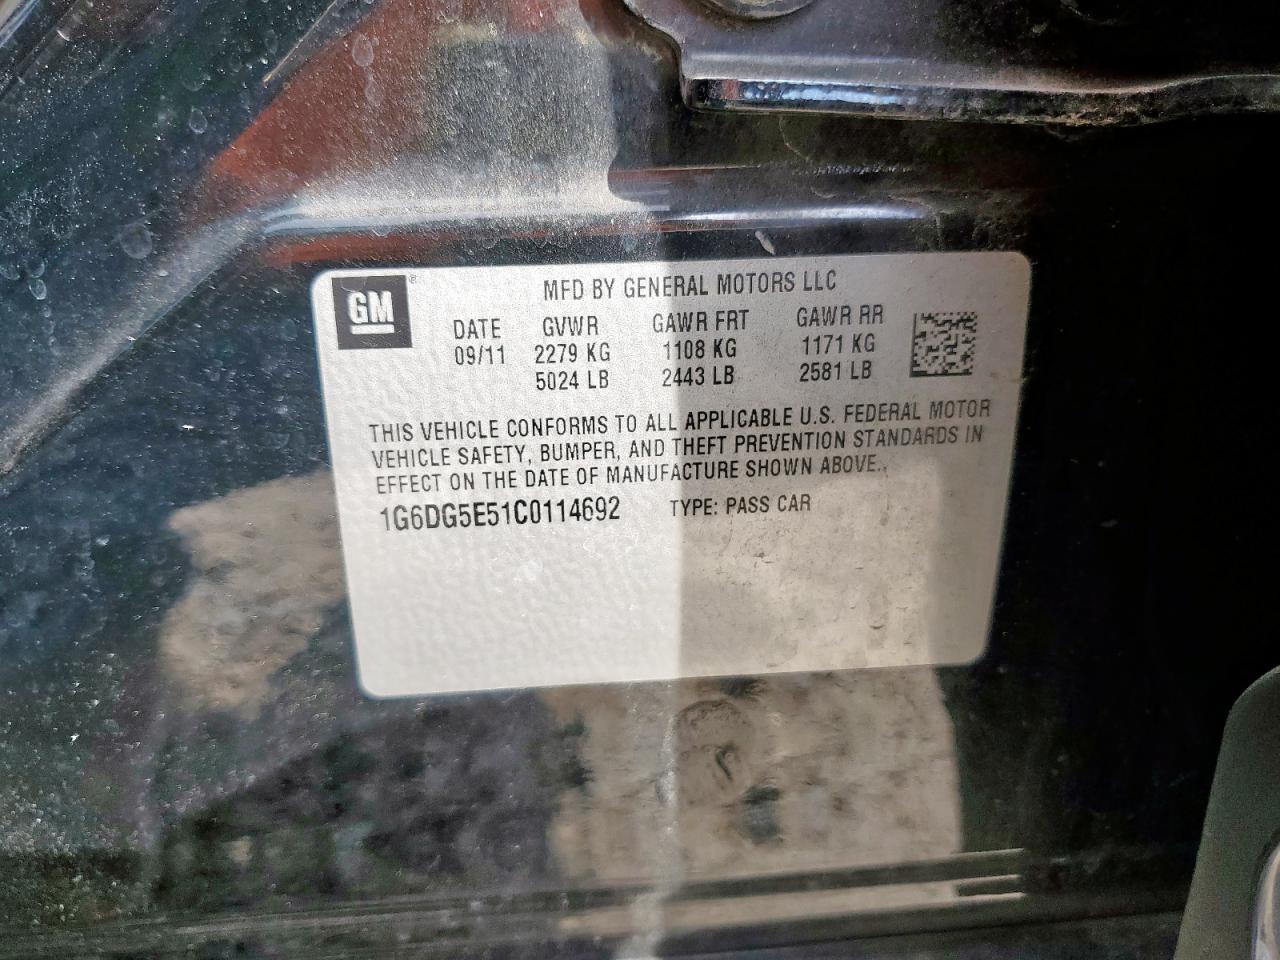 GM ®
MFD BY GENERAL MOTORS LLC
DATE GVWR GAWR FRT GAWR RR
09/11 2279 KG 1108 KG 1171 KG
5024 LB 2443 LB 2581 LB
THIS VEHICLE CONFORMS TO ALL APPLICABLE U.S. FEDERAL MOTOR
VEHICLE SAFETY, BUMPER, AND THEFT PREVENTION STANDARDS IN
EFFECT ON THE DATE OF MANUFACTURE SHOWN ABOVE.
1G6DG5E51C0114692 TYPE: PASS CAR